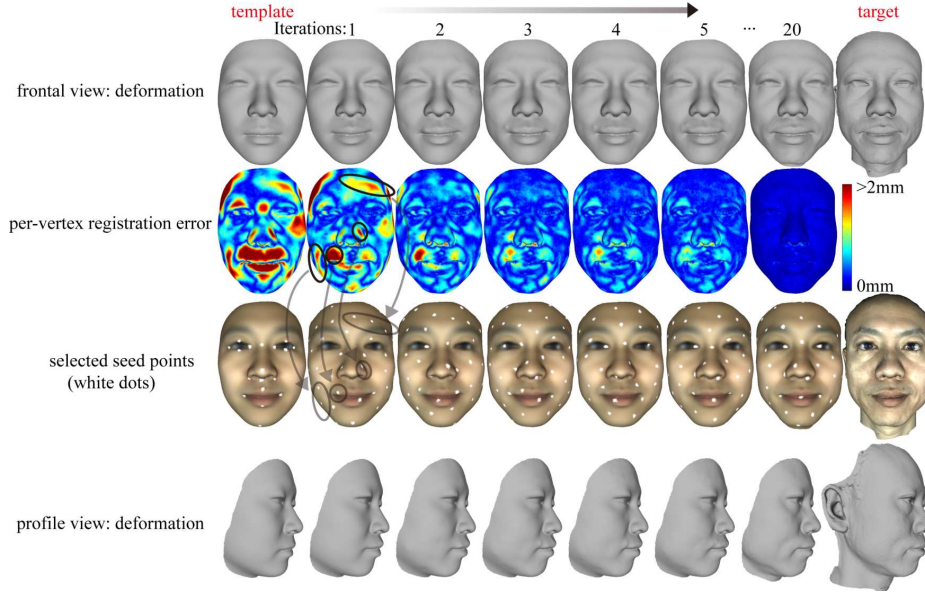 template
target
Iterations: 1 2 3 4 5 ... 20
frontal view: deformation
>2mm
per-vertex registration error
0mm
selected seed points
(white dots)
profile view: deformation